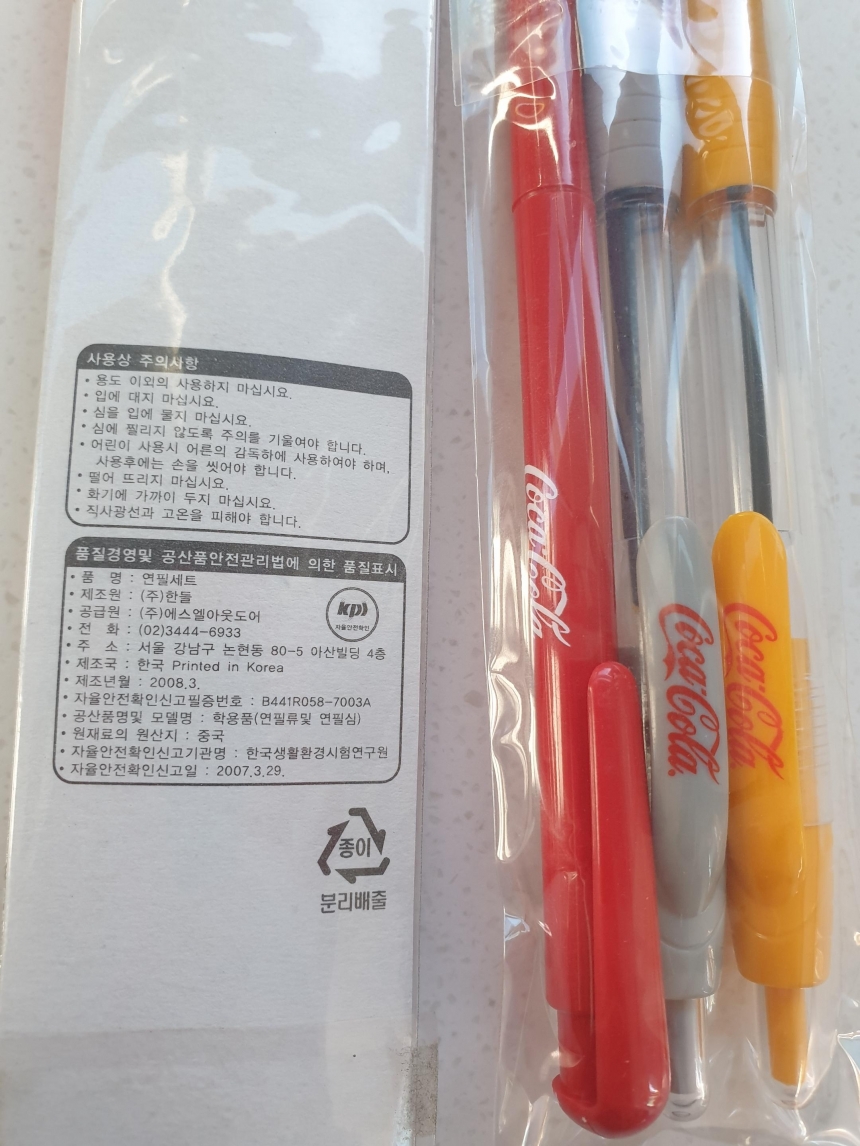 사용상 주의사항
• 용도 이외의 사용하지 마십시요.
• 입에 대지 마십시요.
• 심을 입에 물지 마십시요.
• 심에 찔리지 않도록 주의를 기울여야 합니다.
• 어린이 사용시 어른의 감독하에 사용하여야 하며,
사용후에는 손을 씻어야 합니다.
• 떨어 뜨리지 마십시요.
• 화기에 가까이 두지 마십시요.
• 직사광선과 고온을 피해야 합니다.
품질경영및 공산품안전관리법에 의한 품질표시
• 품 명 : 연필세트
• 제조원 : (주)한들
• 공급원 : (주)에스엘아웃도어
• 전 화 : (02)3444-6933
• 주 소 : 서울 강남구 논현동 80-5 아산빌딩 4층
• 제조국 : 한국 Printed in Korea
• 제조년월 : 2008.3.
• 자율안전확인신고필증번호 : B441R058-7003A
• 공산품명및 모델명 : 학용품(연필류및 연필심)
• 원재료의 원산지 : 중국
• 자율안전확인신고기관명 : 한국생활환경시험연구원
• 자율안전확인신고일 : 2007.3.29.
kps
자율안전확인
종이
분리배출
Coca-Cola
Coca-Cola
Coca-Cola